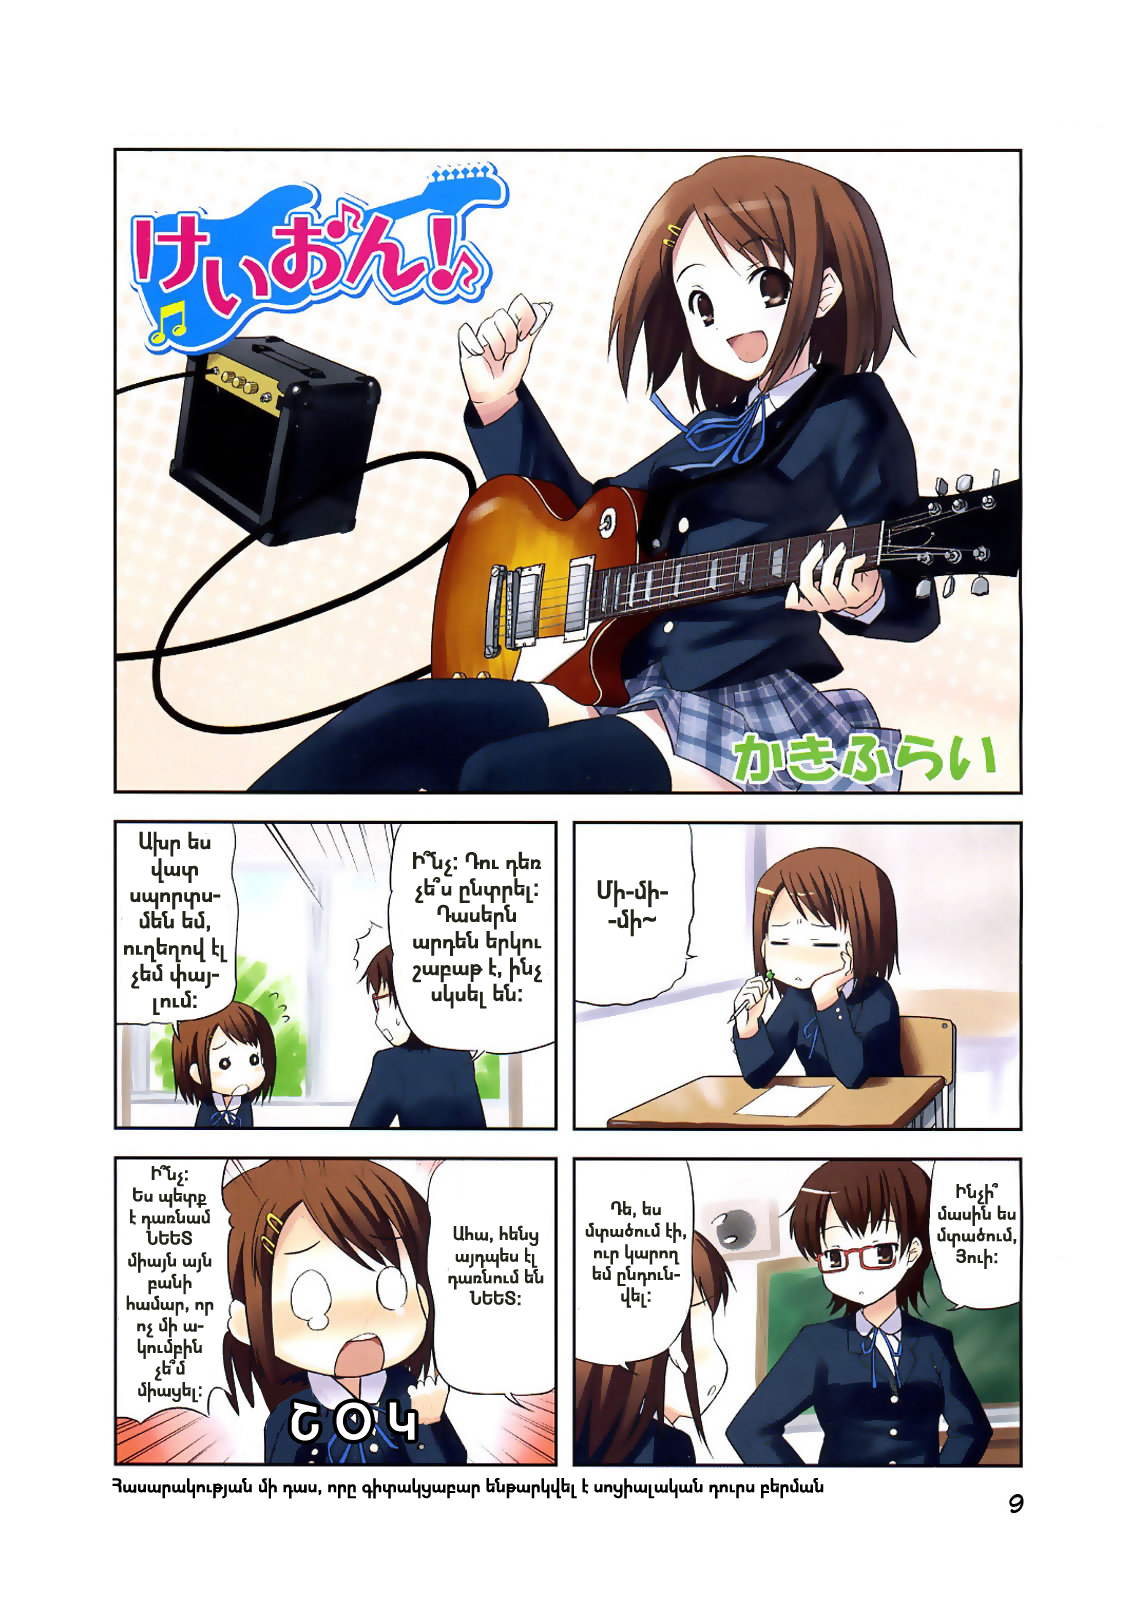 けいおん!
かきふらい
Մի-մի-
-մի~
Ի՞նչ: Դու դեռ
չե՞ս ընտրել:
Դասերն
արդեն երկու
շաբաթ է, ինչ
սկսել են:
Ախր ես
վատ
սպորտս-
մեն եմ,
ուղեղով էլ
չեմ փայ-
լում:
Ինչի՞
մասին ես
մտածում,
Յուի:
Դե, ես
մտածում էի,
ուր կարող
եմ ընդուն-
վել:
Ահա, հենց
այդպես էլ
դառնում են
ՆԵԵՏ:
Ի՞նչ:
Ես պետք
է դառնամ
ՆԵԵՏ
միայն այն
բանի
համար, որ
ոչ մի ա-
կումբին
չե՞մ
միացել:
ՇՕԿ
Հասարակության մի դաս, որը գիտակցաբար ենթարկվել է սոցիալական դուրս բերման
9